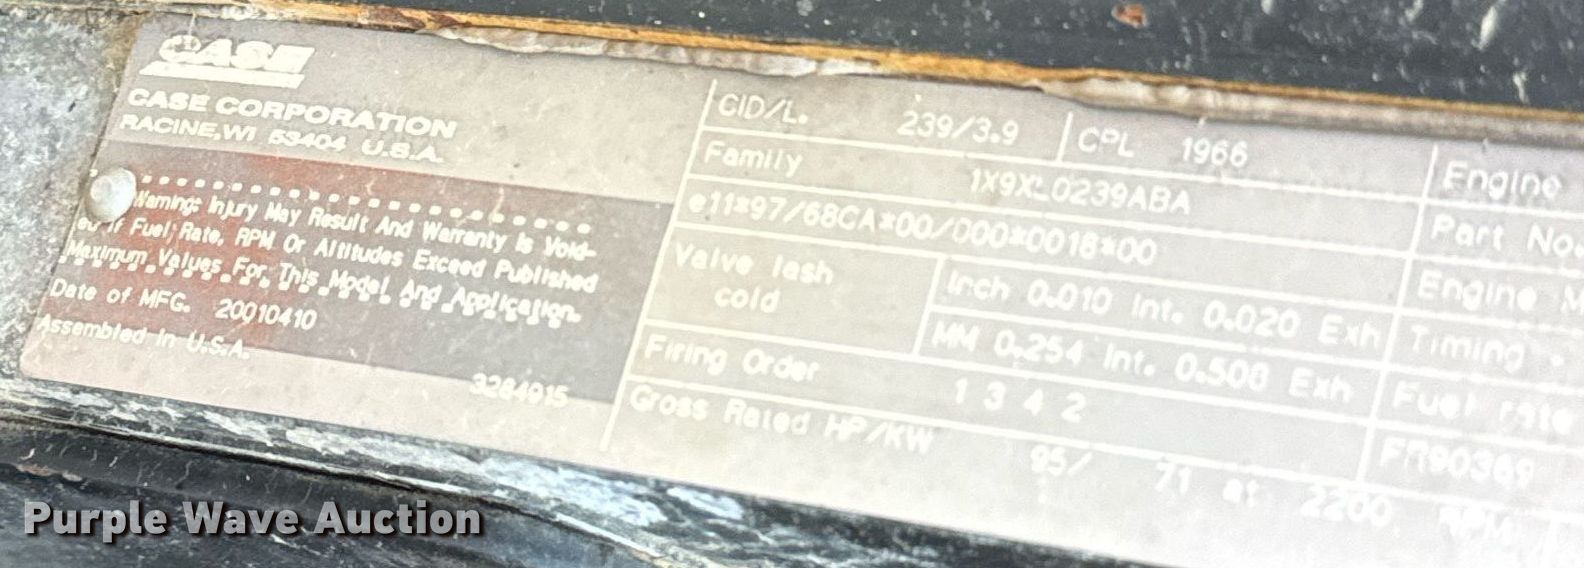 CASE
CASE CORPORATION
RACINE, WI 53404 U.S.A.
Warning: Injury May Result And Warranty Is Void-
ed If Fuel, Rate, RPM Or Altitudes Exceed Published
Maximum Values For This Model And Application.
Date of MFG. 20010410
Assembled in U.S.A.
3284915
CID/L. 239/3.9
CPL 1966
Family 1X9XL0239ABA
e11*97/68CA*00/000*0018*00
Valve lash cold
Inch 0.010 Int. 0.020 Exh
MM 0.254 Int. 0.508 Exh
Firing Order 1 3 4 2
Gross Rated HP/KW 95/ 71 at 2200 RPM
Engine
Part No.
Engine M
Timing
Fuel rate
FR90369
Purple Wave Auction